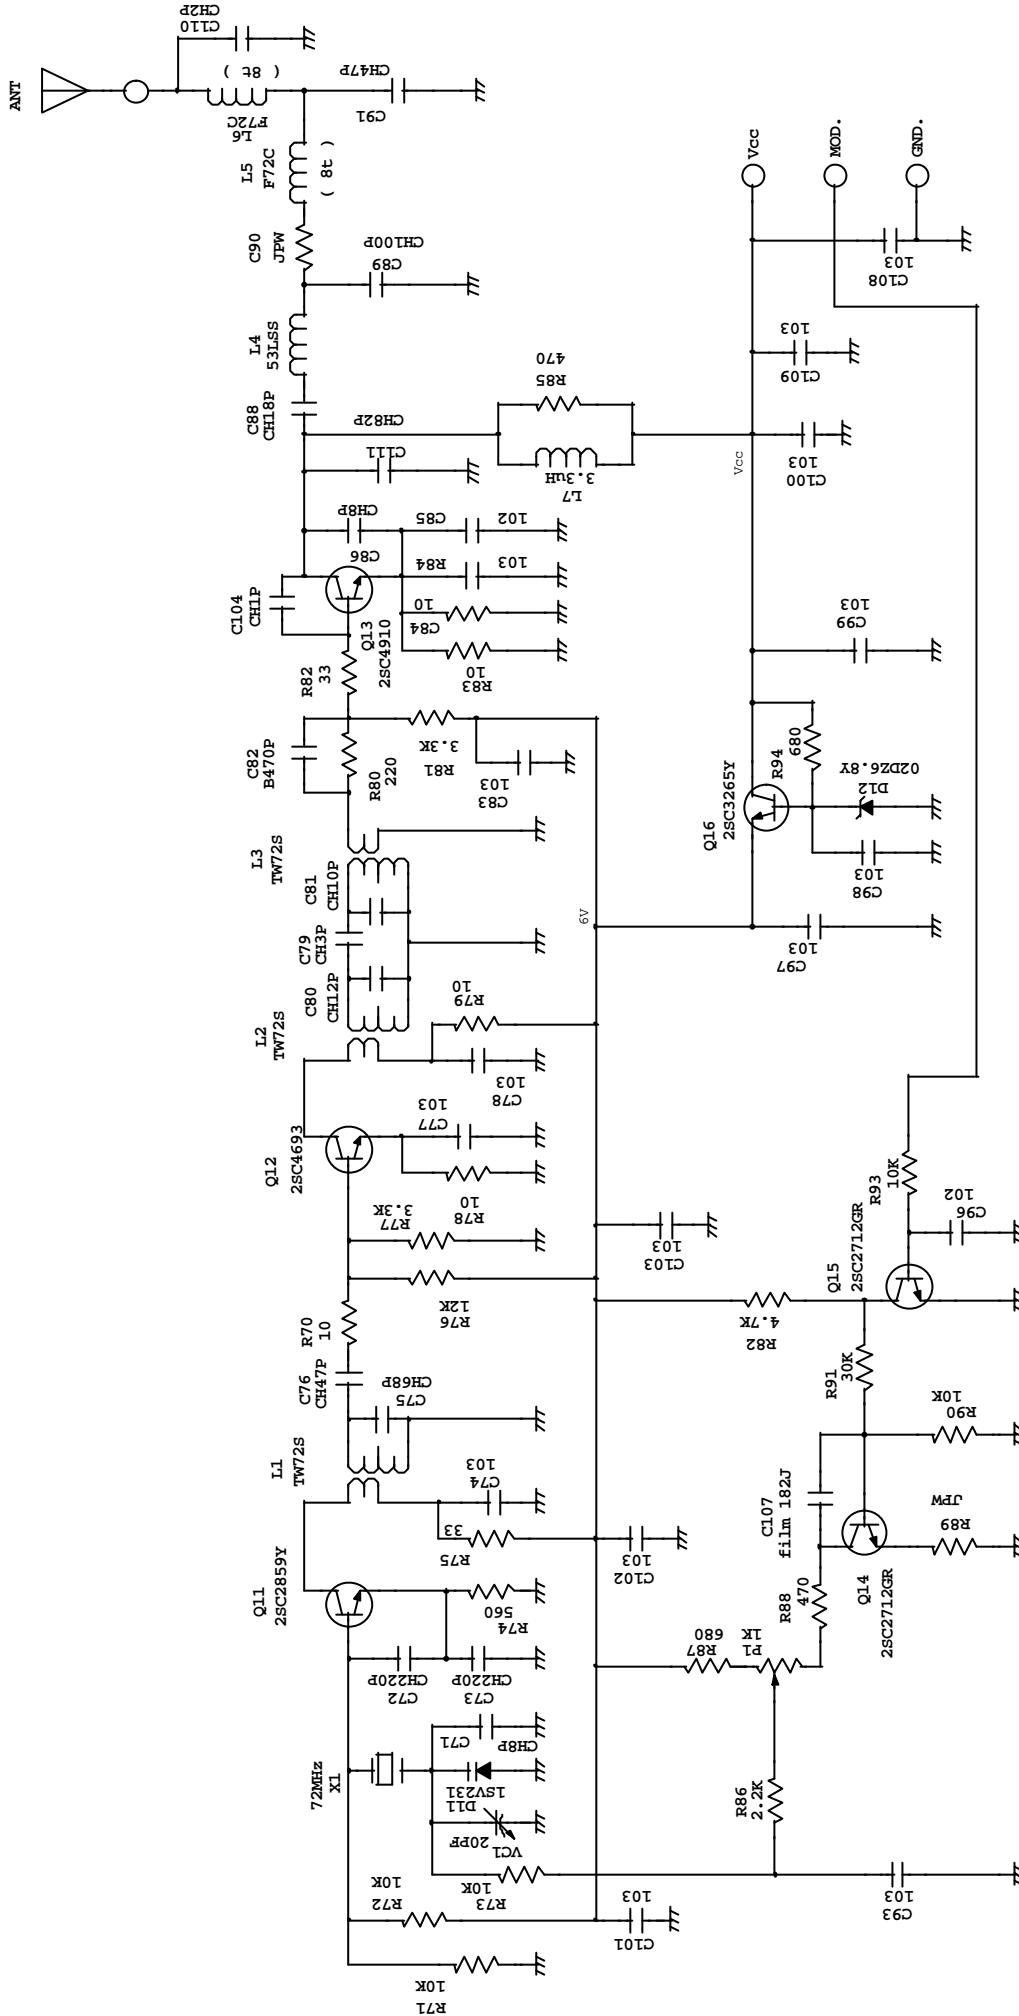 ANT
CH2P
C110
( 8t )
L6
F72C
CH47P
C91
L5
F72C
( 8t )
C90
JPW
CH100P
C89
L4
53LSS
C88
CH18P
CH82P
C111
470
R85
3.3uH
L7
Vcc
MOD.
GND.
103
C108
103
C109
Vcc
103
C100
C104
CH1P
CH8P
C86
Q13
2SC4910
C85
102
R84
103
10
C84
10
R83
R82
33
C82
B470P
R80
220
3.3K
R81
103
C83
L3
TW72S
C81
CH10P
C79
CH3P
C80
CH12P
L2
TW72S
10
R79
103
C78
103
C99
Q16
2SC3265Y
R94
680
02DZ6.8Y
D12
103
C98
103
C97
6V
Q12
2SC4693
103
C77
10
R78
3.3K
R77
12K
R76
R70
10
C76
CH47P
CH68P
C75
L1
TW72S
103
C74
33
R75
103
C103
4.7K
R82
Q15
2SC2712GR
R93
10K
102
C96
R91
30K
10K
R90
C107
film 182J
JPW
R89
Q14
2SC2712GR
R88
470
103
C102
Q11
2SC2859Y
560
R74
CH220P
C72
CH220P
C73
680
R87
1K
P1
72MHz
X1
C71
CH8P
1SV231
D11
20PF
VC1
R86
2.2K
10K
R72
10K
R73
103
C101
103
C93
10K
R71